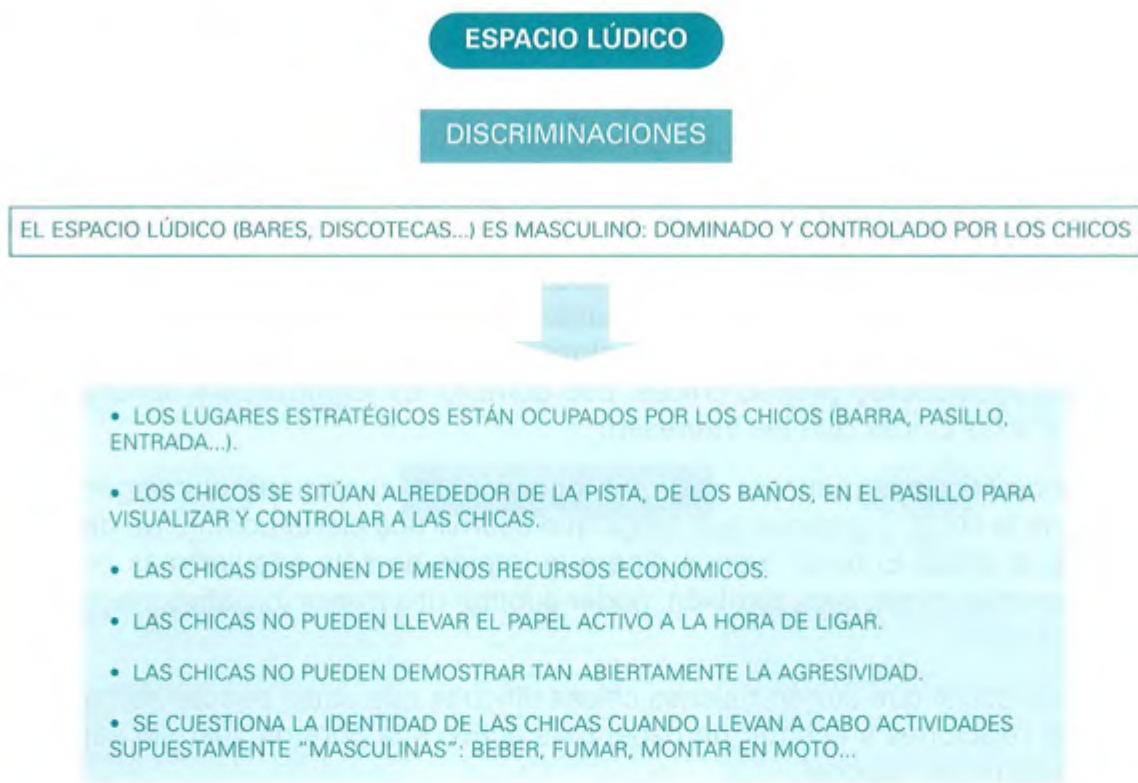 ESPACIO LÚDICO
DISCRIMINACIONES
EL ESPACIO LÚDICO (BARES, DISCOTECAS...) ES MASCULINO: DOMINADO Y CONTROLADO POR LOS CHICOS
• LOS LUGARES ESTRATÉGICOS ESTÁN OCUPADOS POR LOS CHICOS (BARRA, PASILLO,
ENTRADA...).
• LOS CHICOS SE SITÚAN ALREDEDOR DE LA PISTA, DE LOS BAÑOS, EN EL PASILLO PARA
VISUALIZAR Y CONTROLAR A LAS CHICAS.
• LAS CHICAS DISPONEN DE MENOS RECURSOS ECONÓMICOS.
• LAS CHICAS NO PUEDEN LLEVAR EL PAPEL ACTIVO A LA HORA DE LIGAR.
• LAS CHICAS NO PUEDEN DEMOSTRAR TAN ABIERTAMENTE LA AGRESIVIDAD.
• SE CUESTIONA LA IDENTIDAD DE LAS CHICAS CUANDO LLEVAN A CABO ACTIVIDADES
SUPUESTAMENTE "MASCULINAS": BEBER, FUMAR, MONTAR EN MOTO...